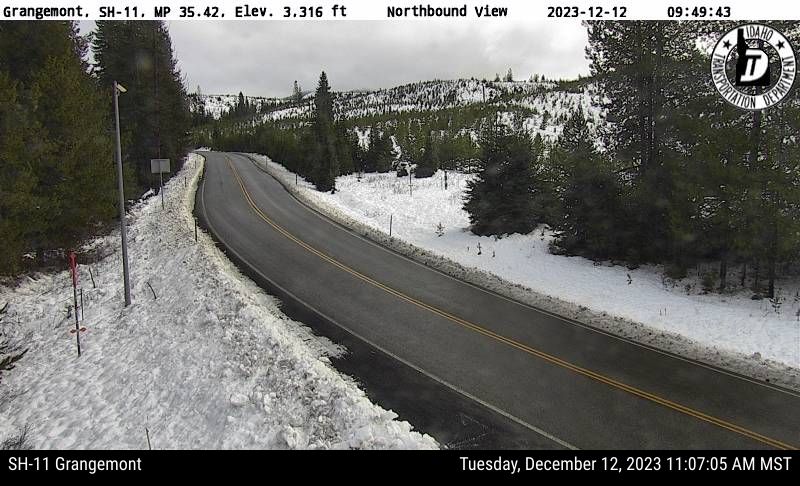 Grangemont, SH-11, MP 35.42, Elev. 3,316 ft Northbound View 2023-12-12 09:49:43
IDAHO
TRANSPORTATION DEPARTMENT
SH-11 Grangemont Tuesday, December 12, 2023 11:07:05 AM MST